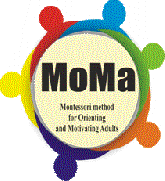 MoMa
Montessori method
for Orienting
and Motivating Adults